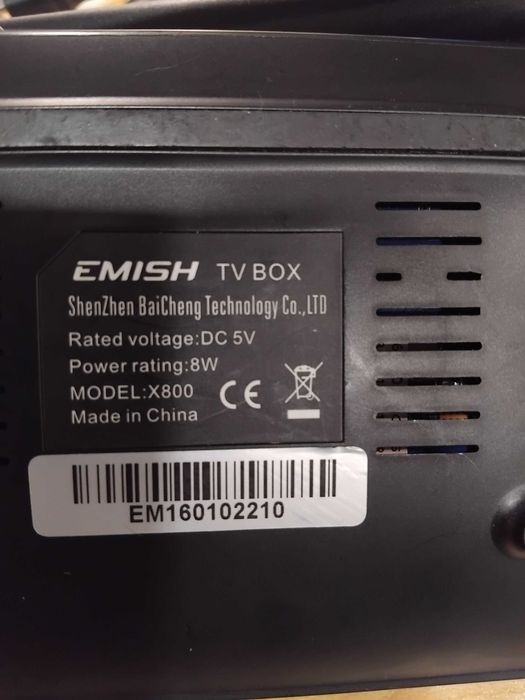 EMISH TV BOX
ShenZhen BaiCheng Technology Co.,LTD
Rated voltage:DC 5V
Power rating:8W
MODEL:X800
CE
Made in China
EM160102210